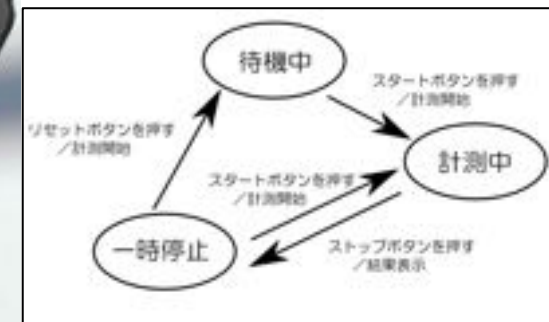 待機中
スタートボタンを押す
/計測開始
リセットボタンを押す
/計測開始
計測中
スタートボタンを押す
/計測開始
一時停止
ストップボタンを押す
/結果表示